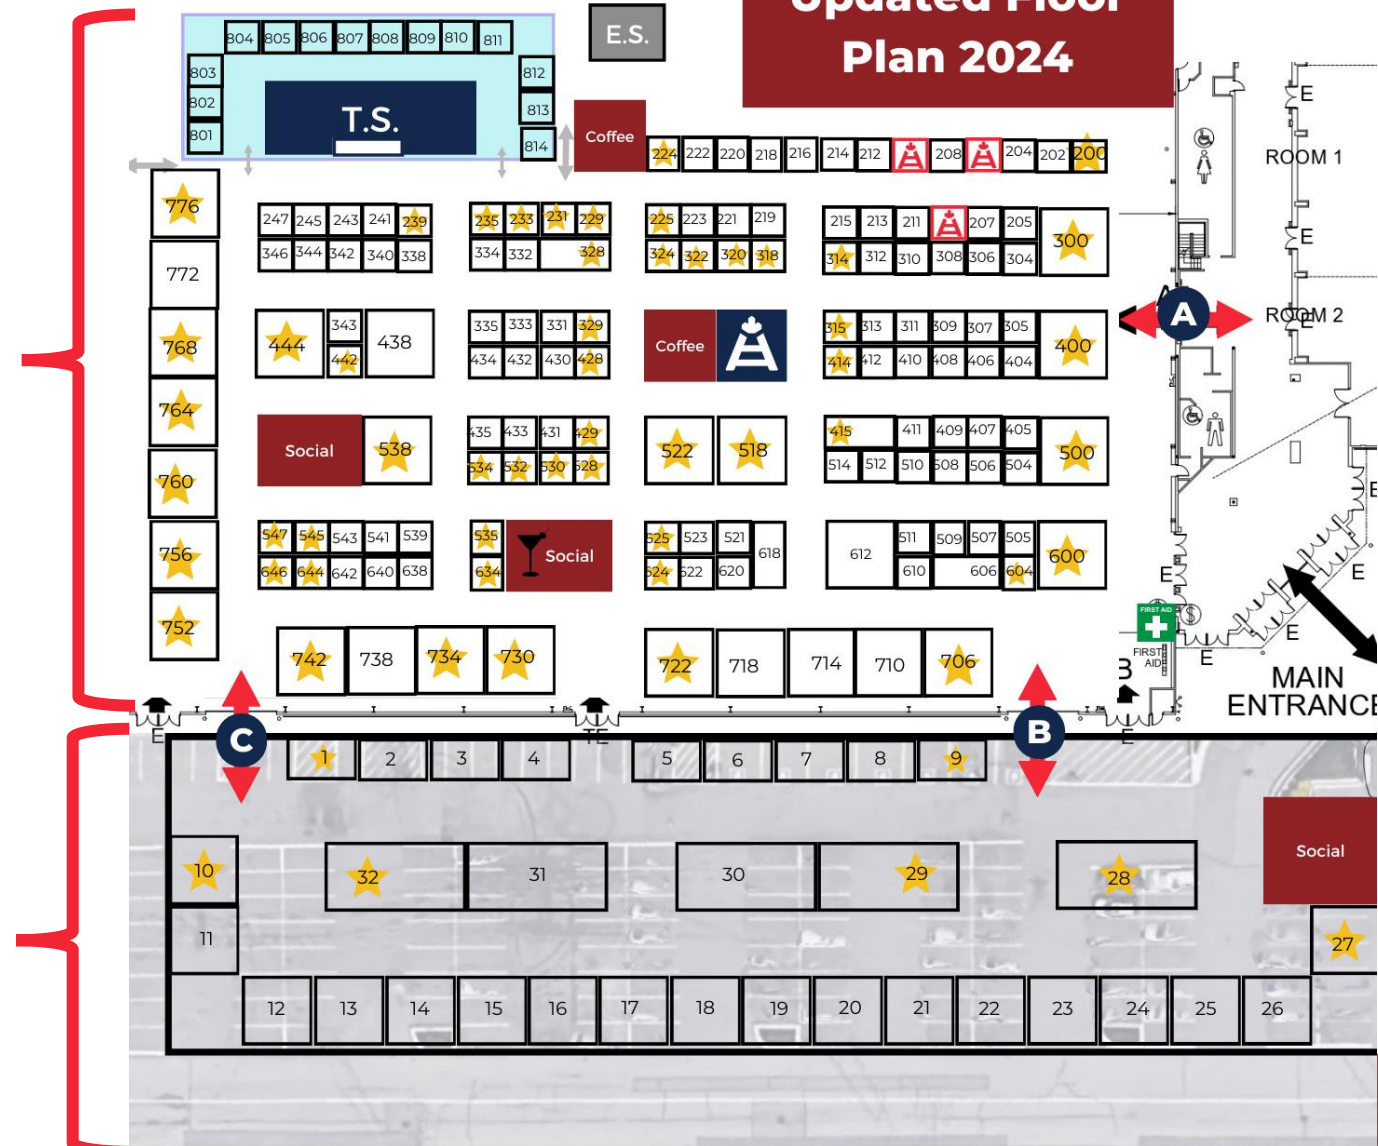 Updated Floor
Plan 2024
E.S.
804 805 806 807 808 809 810 811
803 812
802 813
801 814
T.S.
Coffee
224 222 220 218 216 214 212 208 204 202 200
ROOM 1
776
247 245 243 241 239 235 233 231 229 225 223 221 219 215 213 211 207 205
346 344 342 340 338 334 332 328 324 322 320 318 314 312 310 308 306 304
300
772
A
ROOM 2
768
444 343 438 335 333 331 329 Coffee 315 313 311 309 307 305
442 434 432 430 428 414 412 410 408 406 404
400
764
Social 538 435 433 431 429 522 518 415 411 409 407 405
534 532 530 528 514 512 510 508 506 504
500
E
760
756
547 545 543 541 539 535 Social 525 523 521 618 612 511 509 507 505
646 644 642 640 638 634 624 622 620 610 606 604
600
E
E
E
E
E
E
E
FIRST AID
FIRST
AID
B
752
742 738 734 730 722 718 714 710 706
MAIN
ENTRANCE
E C TE B E
1 2 3 4 5 6 7 8 9
Social
10 32 31 30 29 28
11 27
12 13 14 15 16 17 18 19 20 21 22 23 24 25 26